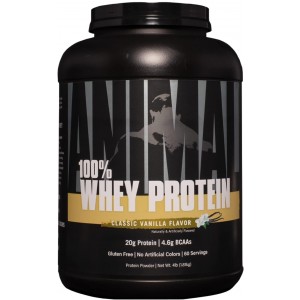 ANIMAL
100%
WHEY PROTEIN
CLASSIC VANILLA FLAVOR
Naturally & Artificially Flavored
20g Protein | 4.6g BCAAs
Gluten Free | No Artificial Colors | 60 Servings
Protein Powder | Net Wt. 4lb